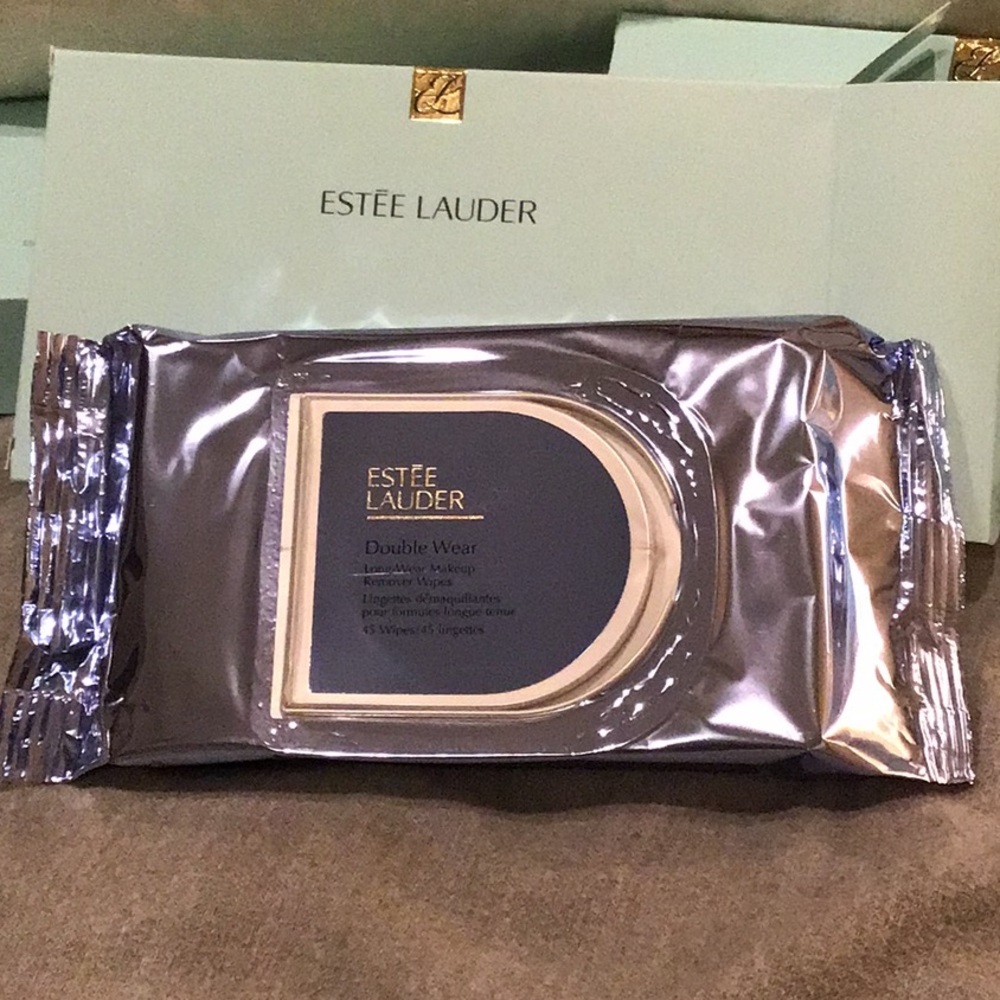 ESTĒE LAUDER
ESTĒE
LAUDER
Double Wear
Long-Wear Makeup
Remover Wipes
Lingettes démaquillantes
pour formules longue tenue
45 Wipes/45 lingettes